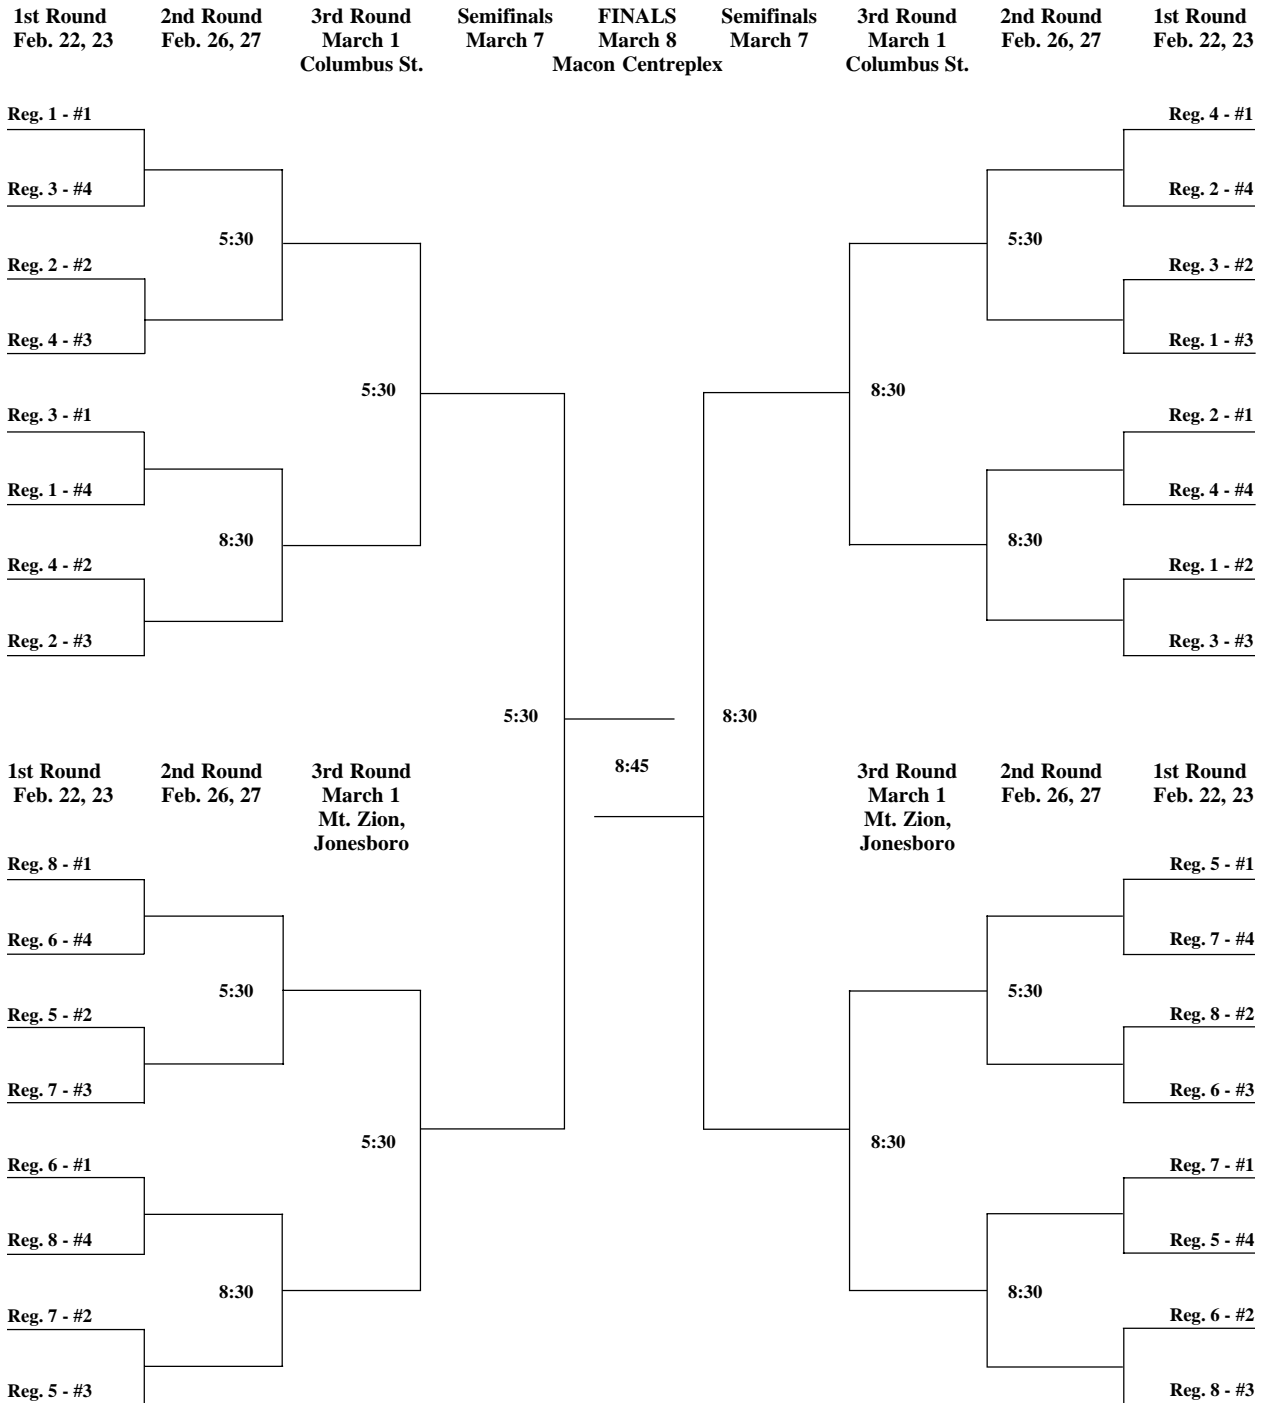 1st Round 2nd Round 3rd Round Semifinals FINALS Semifinals 3rd Round 2nd Round 1st Round
Feb. 22, 23 Feb. 26, 27 March 1 March 7 March 8 March 7 March 1 Feb. 26, 27 Feb. 22, 23
Columbus St. Macon Centreplex Columbus St.
Reg. 1 - #1 Reg. 4 - #1
Reg. 3 - #4 Reg. 2 - #4
5:30 5:30
Reg. 2 - #2 Reg. 3 - #2
Reg. 4 - #3 Reg. 1 - #3
5:30 8:30
Reg. 3 - #1 Reg. 2 - #1
Reg. 1 - #4 Reg. 4 - #4
8:30 8:30
Reg. 4 - #2 Reg. 1 - #2
Reg. 2 - #3 Reg. 3 - #3
5:30 8:30
8:45
1st Round 2nd Round 3rd Round 3rd Round 2nd Round 1st Round
Feb. 22, 23 Feb. 26, 27 March 1 March 1 Feb. 26, 27 Feb. 22, 23
Mt. Zion, Mt. Zion,
Jonesboro Jonesboro
Reg. 8 - #1 Reg. 5 - #1
Reg. 6 - #4 Reg. 7 - #4
5:30 5:30
Reg. 5 - #2 Reg. 8 - #2
Reg. 7 - #3 Reg. 6 - #3
5:30 8:30
Reg. 6 - #1 Reg. 7 - #1
Reg. 8 - #4 Reg. 5 - #4
8:30 8:30
Reg. 7 - #2 Reg. 6 - #2
Reg. 5 - #3 Reg. 8 - #3